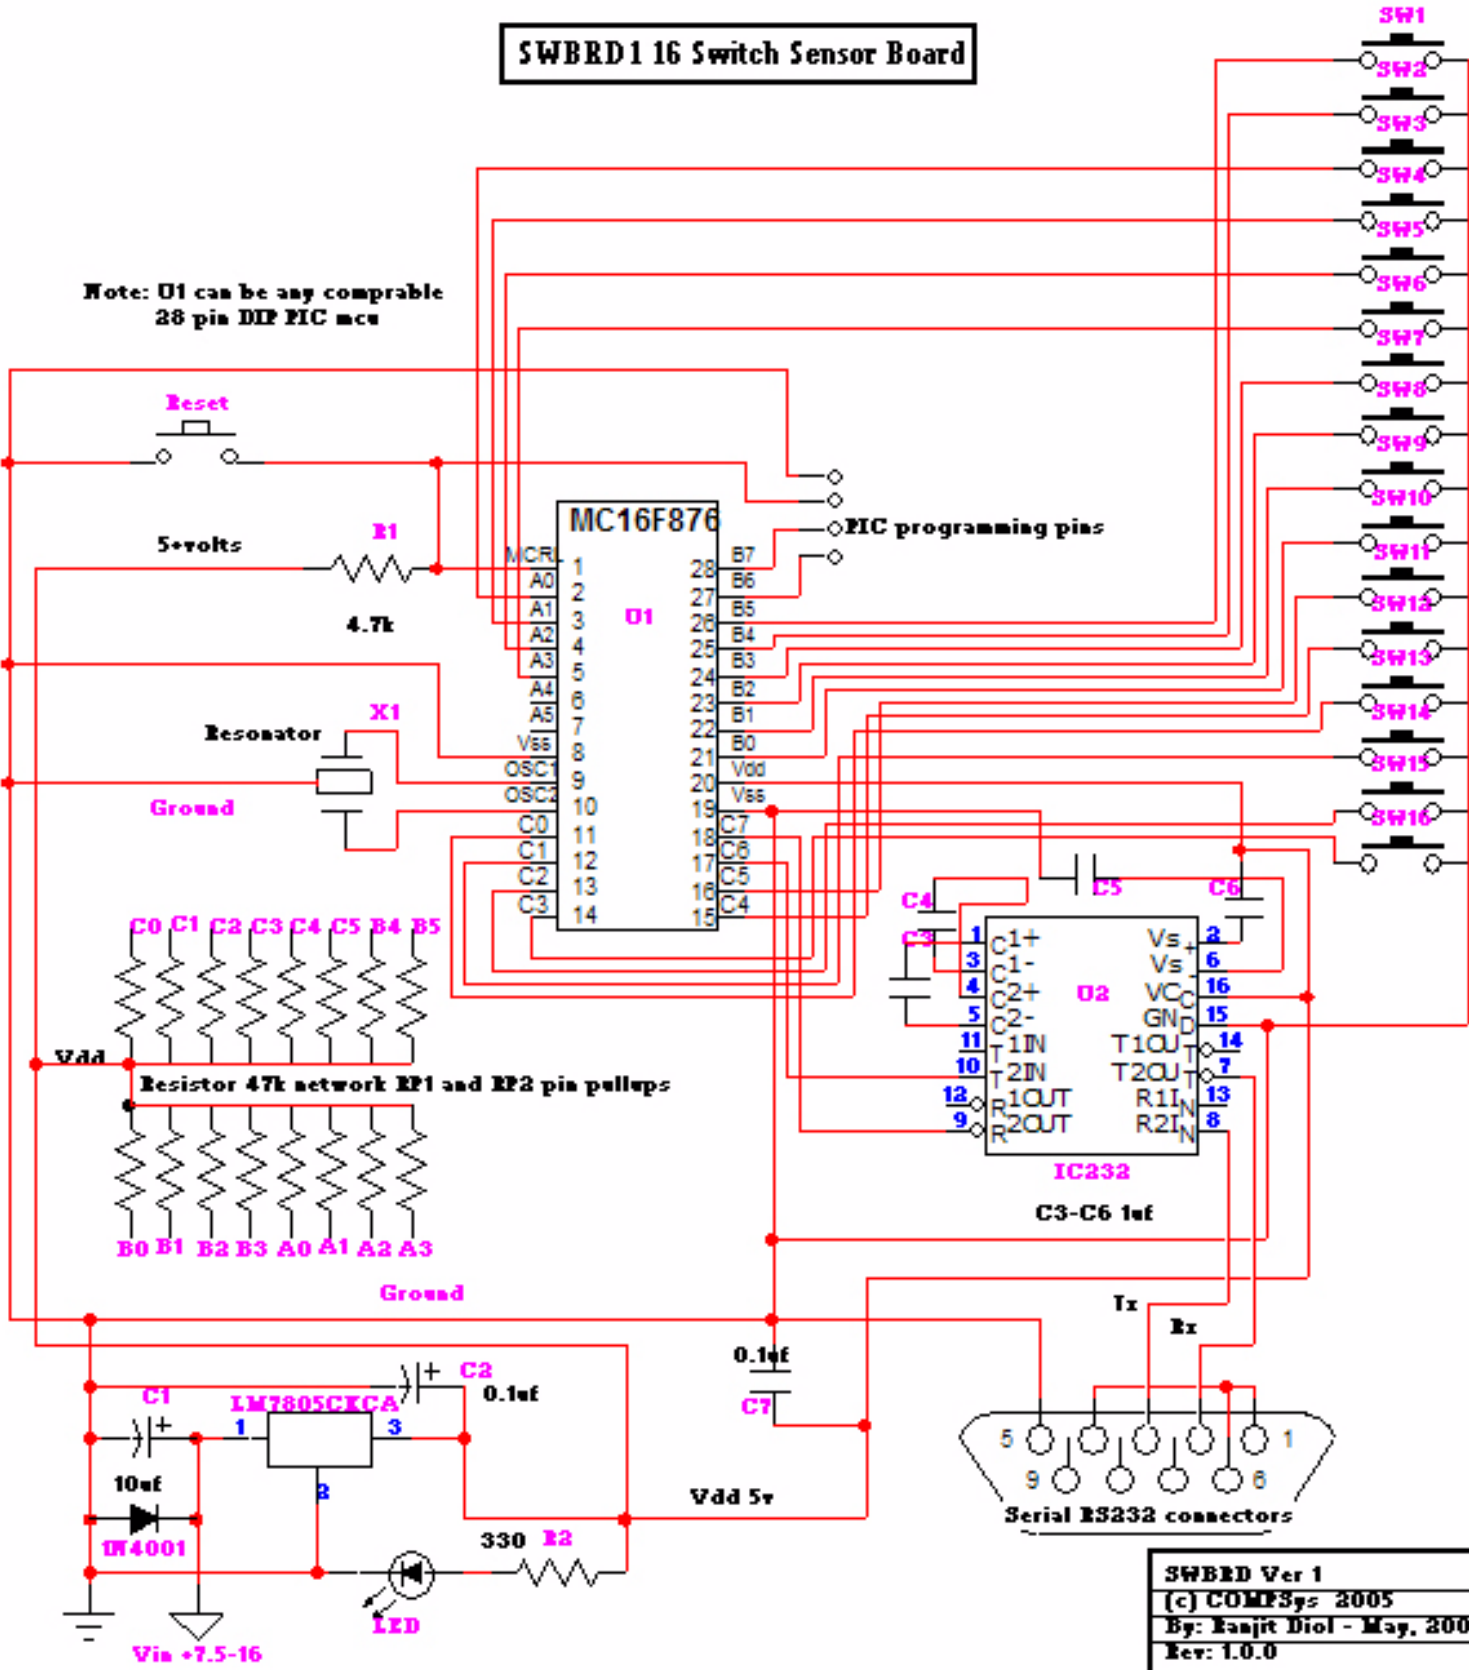 SWBRD1 16 Switch Sensor Board
SW1
SW2
SW3
SW4
SW5
SW6
SW7
SW8
SW9
SW10
SW11
SW12
SW13
SW14
SW15
SW16
Note: U1 can be any comprable
28 pin DIP PIC mcu
Reset
5+volts
R1
4.7k
PIC programming pins
MC16F876
U1
MCRL 1
A0 2
A1 3
A2 4
A3 5
A4 6
A5 7
Vss 8
OSC1 9
OSC2 10
C0 11
C1 12
C2 13
C3 14
28 B7
27 B6
26 B5
25 B4
24 B3
23 B2
22 B1
21 B0
20 Vdd
19 Vss
18 C7
17 C6
16 C5
15 C4
X1
Resonator
Ground
C5
C6
C4
C3
1 C1+
3 C1-
4 C2+
5 C2-
11 T1IN
10 T2IN
12 R1OUT
9 R2OUT
U2
Vs+ 2
Vs- 6
VCC 16
GND 15
T1OUT 14
T2OUT 7
R1IN 13
R2IN 8
IC232
C3-C6 1uf
C0 C1 C2 C3 C4 C5 B4 B5
Vdd
Resistor 47k network RP1 and RP2 pin pullups
B0 B1 B2 B3 A0 A1 A2 A3
Ground
Tx
Rx
0.1uf
C7
C2
0.1uf
C1
LM7805CKCA
1
3
2
10uf
1N4001
Vdd 5v
330 R2
LED
Vin +7.5-16
5
1
9
6
Serial RS232 connectors
SWBRD Ver 1
(c) COMPSys 2005
By: Ranjit Diol - May, 200
Rev: 1.0.0